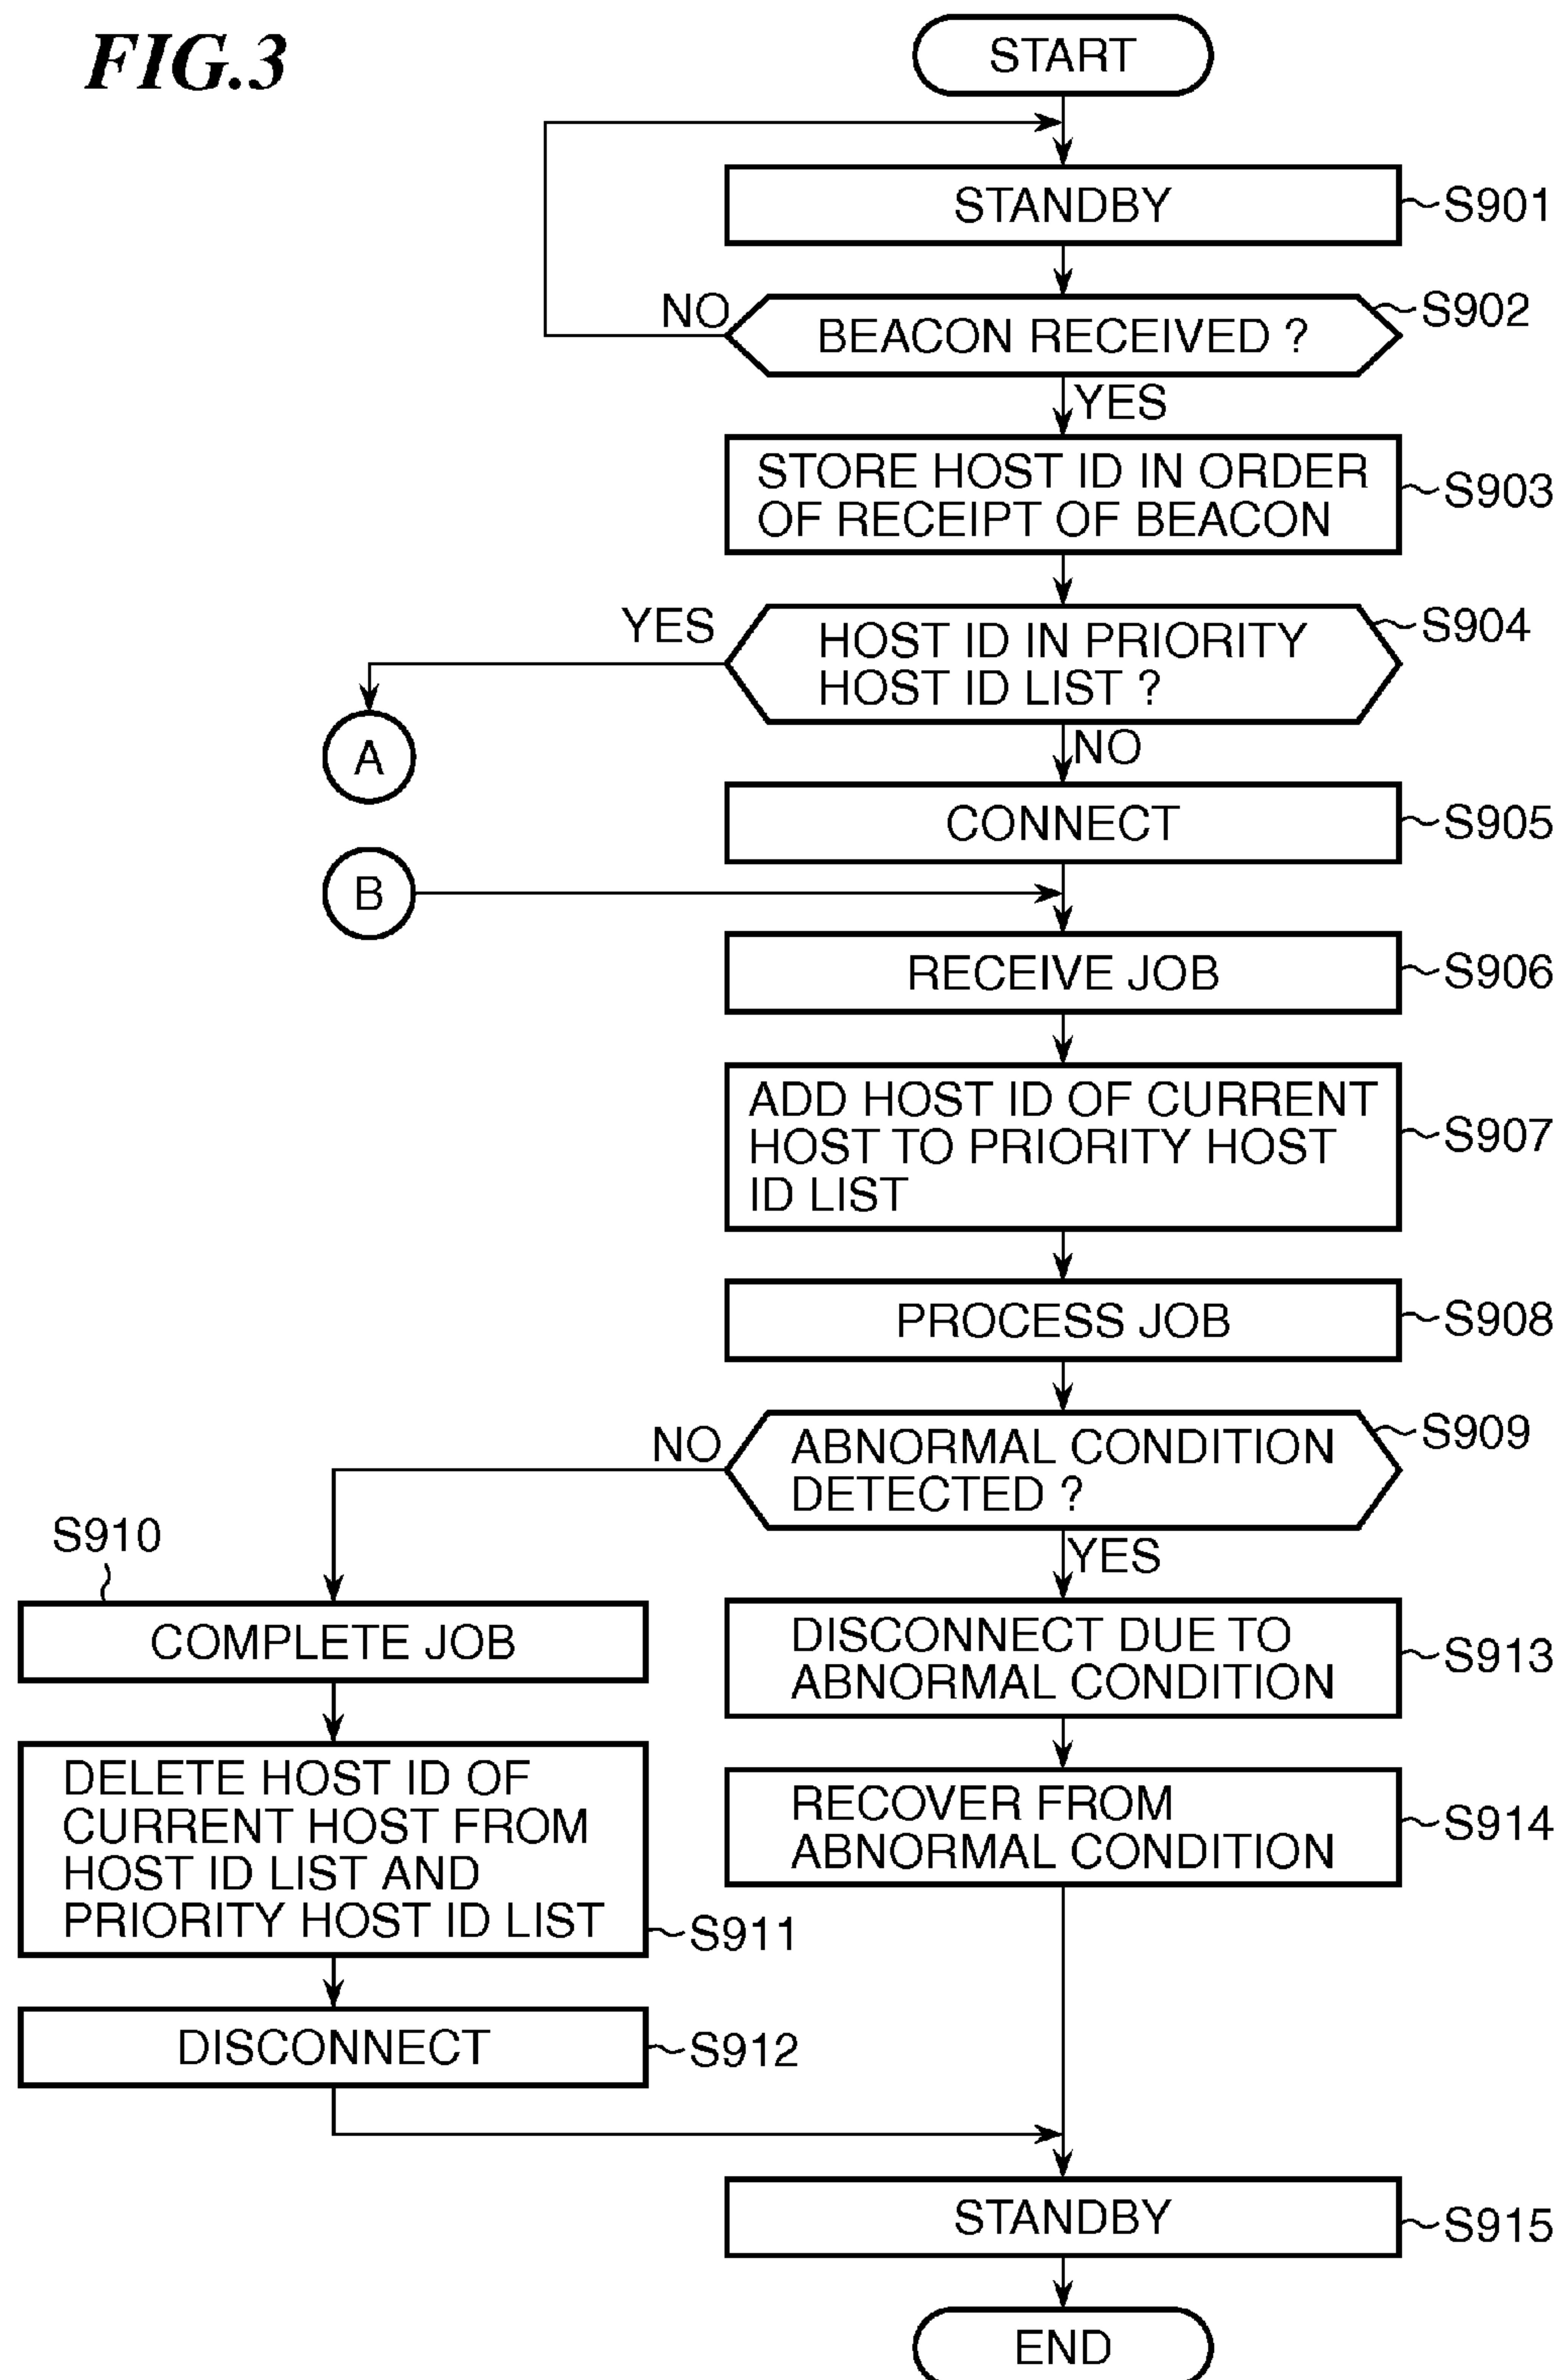 FIG.3
START
STANDBY
S901
NO
BEACON RECEIVED ?
S902
YES
STORE HOST ID IN ORDER
OF RECEIPT OF BEACON
S903
YES
HOST ID IN PRIORITY
HOST ID LIST ?
S904
A
NO
CONNECT
S905
B
RECEIVE JOB
S906
ADD HOST ID OF CURRENT
HOST TO PRIORITY HOST
ID LIST
S907
PROCESS JOB
S908
NO
ABNORMAL CONDITION
DETECTED ?
S909
S910
YES
COMPLETE JOB
DISCONNECT DUE TO
ABNORMAL CONDITION
S913
DELETE HOST ID OF
CURRENT HOST FROM
HOST ID LIST AND
PRIORITY HOST ID LIST
S911
RECOVER FROM
ABNORMAL CONDITION
S914
DISCONNECT
S912
STANDBY
S915
END